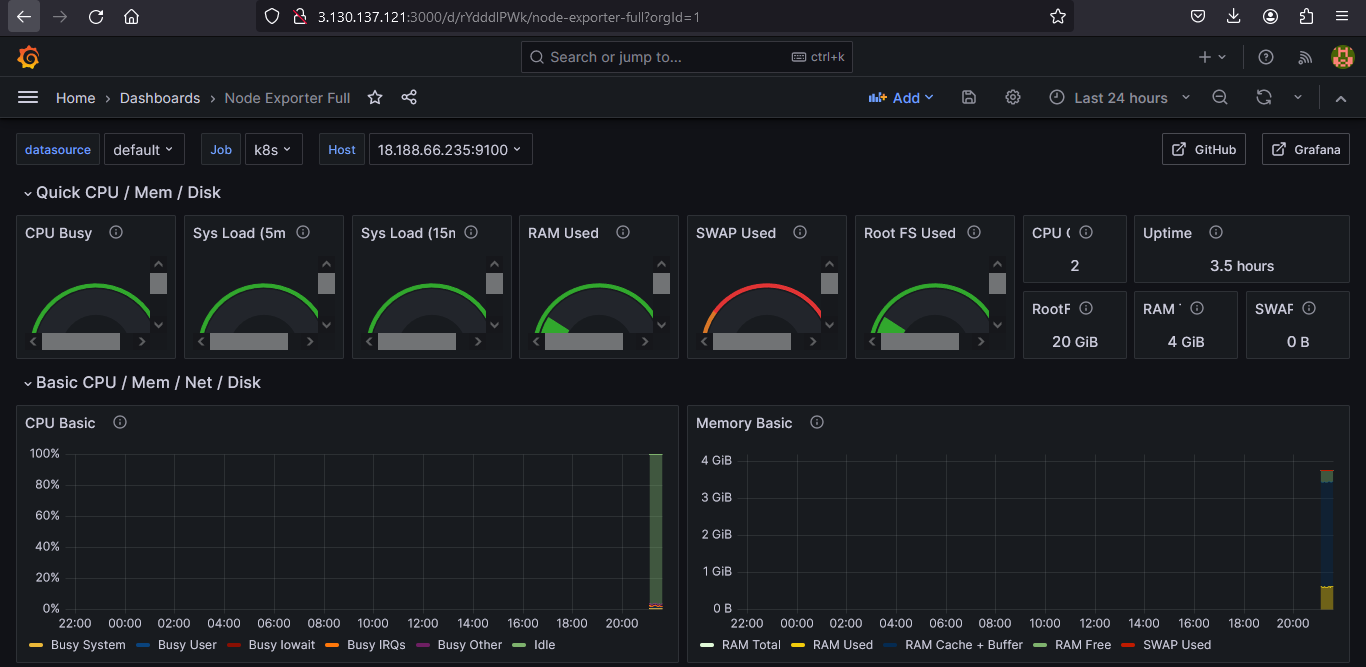 3.130.137.121:3000/d/rYdddlPWk/node-exporter-full?orgId=1
Search or jump to... ctrl+k
Home › Dashboards › Node Exporter Full Add Last 24 hours
datasource default Job k8s Host 18.188.66.235:9100 GitHub Grafana
Quick CPU / Mem / Disk
CPU Busy Sys Load (5m Sys Load (15m RAM Used SWAP Used Root FS Used CPU C Uptime
2 3.5 hours
RootF RAM T SWAP
20 GiB 4 GiB 0 B
Basic CPU / Mem / Net / Disk
CPU Basic
100%
80%
60%
40%
20%
0%
22:00 00:00 02:00 04:00 06:00 08:00 10:00 12:00 14:00 16:00 18:00 20:00
Busy System Busy User Busy Iowait Busy IRQs Busy Other Idle
Memory Basic
4 GiB
3 GiB
2 GiB
1 GiB
0 B
22:00 00:00 02:00 04:00 06:00 08:00 10:00 12:00 14:00 16:00 18:00 20:00
RAM Total RAM Used RAM Cache + Buffer RAM Free SWAP Used